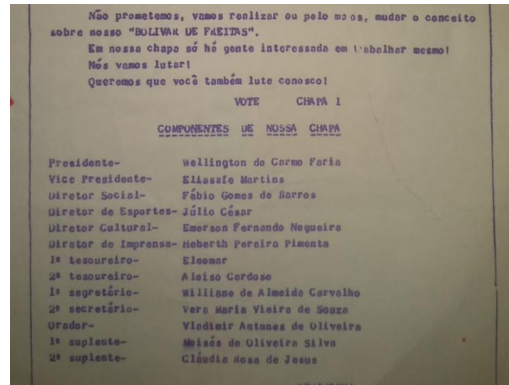 Não prometemos, vamos realizar ou pelo menos, mudar o conceito
sobre nosso "BOLIVAR DE FREITAS".
Em nossa chapa só há gente interessada em trabalhar mesmo!
Nós vamos lutar!
Queremos que você também lute conosco!
VOTE CHAPA 1
COMPONENTES DE NOSSA CHAPA
Presidente- Wellington do Carmo Faria
Vice Presidente- Eliasafe Martins
Diretor Social- Fábio Gomes de Barros
Diretor de Esportes- Júlio César
Diretor Cultural- Emerson Fernando Nogueira
Diretor de Imprensa- Heberth Pereira Pimenta
1º tesoureiro- Eleomar
2º tesoureiro- Aloiso Cardoso
1º segretário- Williane de Almeida Carvalho
2º secretário- Vera Maria Vieira de Souza
Orador- Vladimir Antunes de Oliveira
1º suplente- Moisés de Oliveira Silva
2º suplente- Cláudia Rosa de Jesus